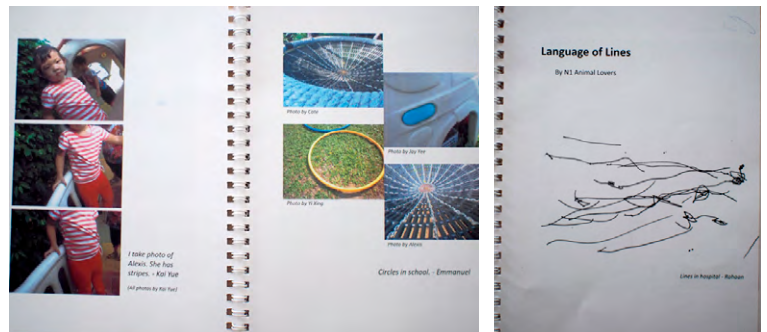 I take photo of
Alexis. She has
stripes. - Kai Yue
(All photos by Kai Yue)
Photo by Cola
Photo by Jay Yee
Photo by Yi Ning
Photo by Alexis
Circles in school. - Emmanuel
Language of Lines
By N1 Animal Lovers
Lines in hospital - Rohaan